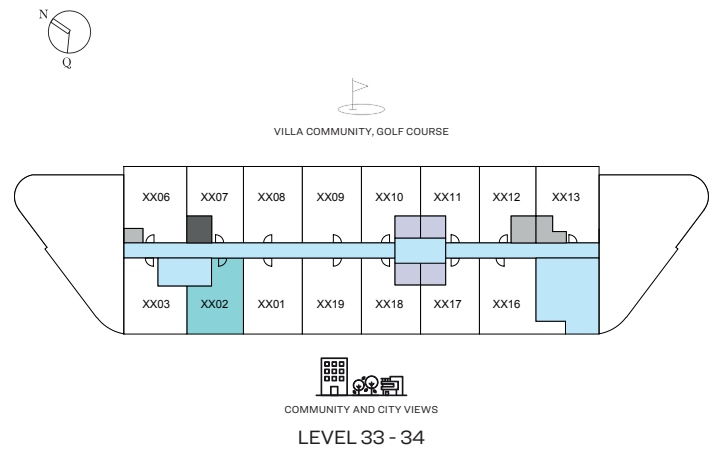 N
Q
VILLA COMMUNITY, GOLF COURSE
XX06 XX07 XX08 XX09 XX10 XX11 XX12 XX13
XX03 XX02 XX01 XX19 XX18 XX17 XX16
COMMUNITY AND CITY VIEWS
LEVEL 33 - 34